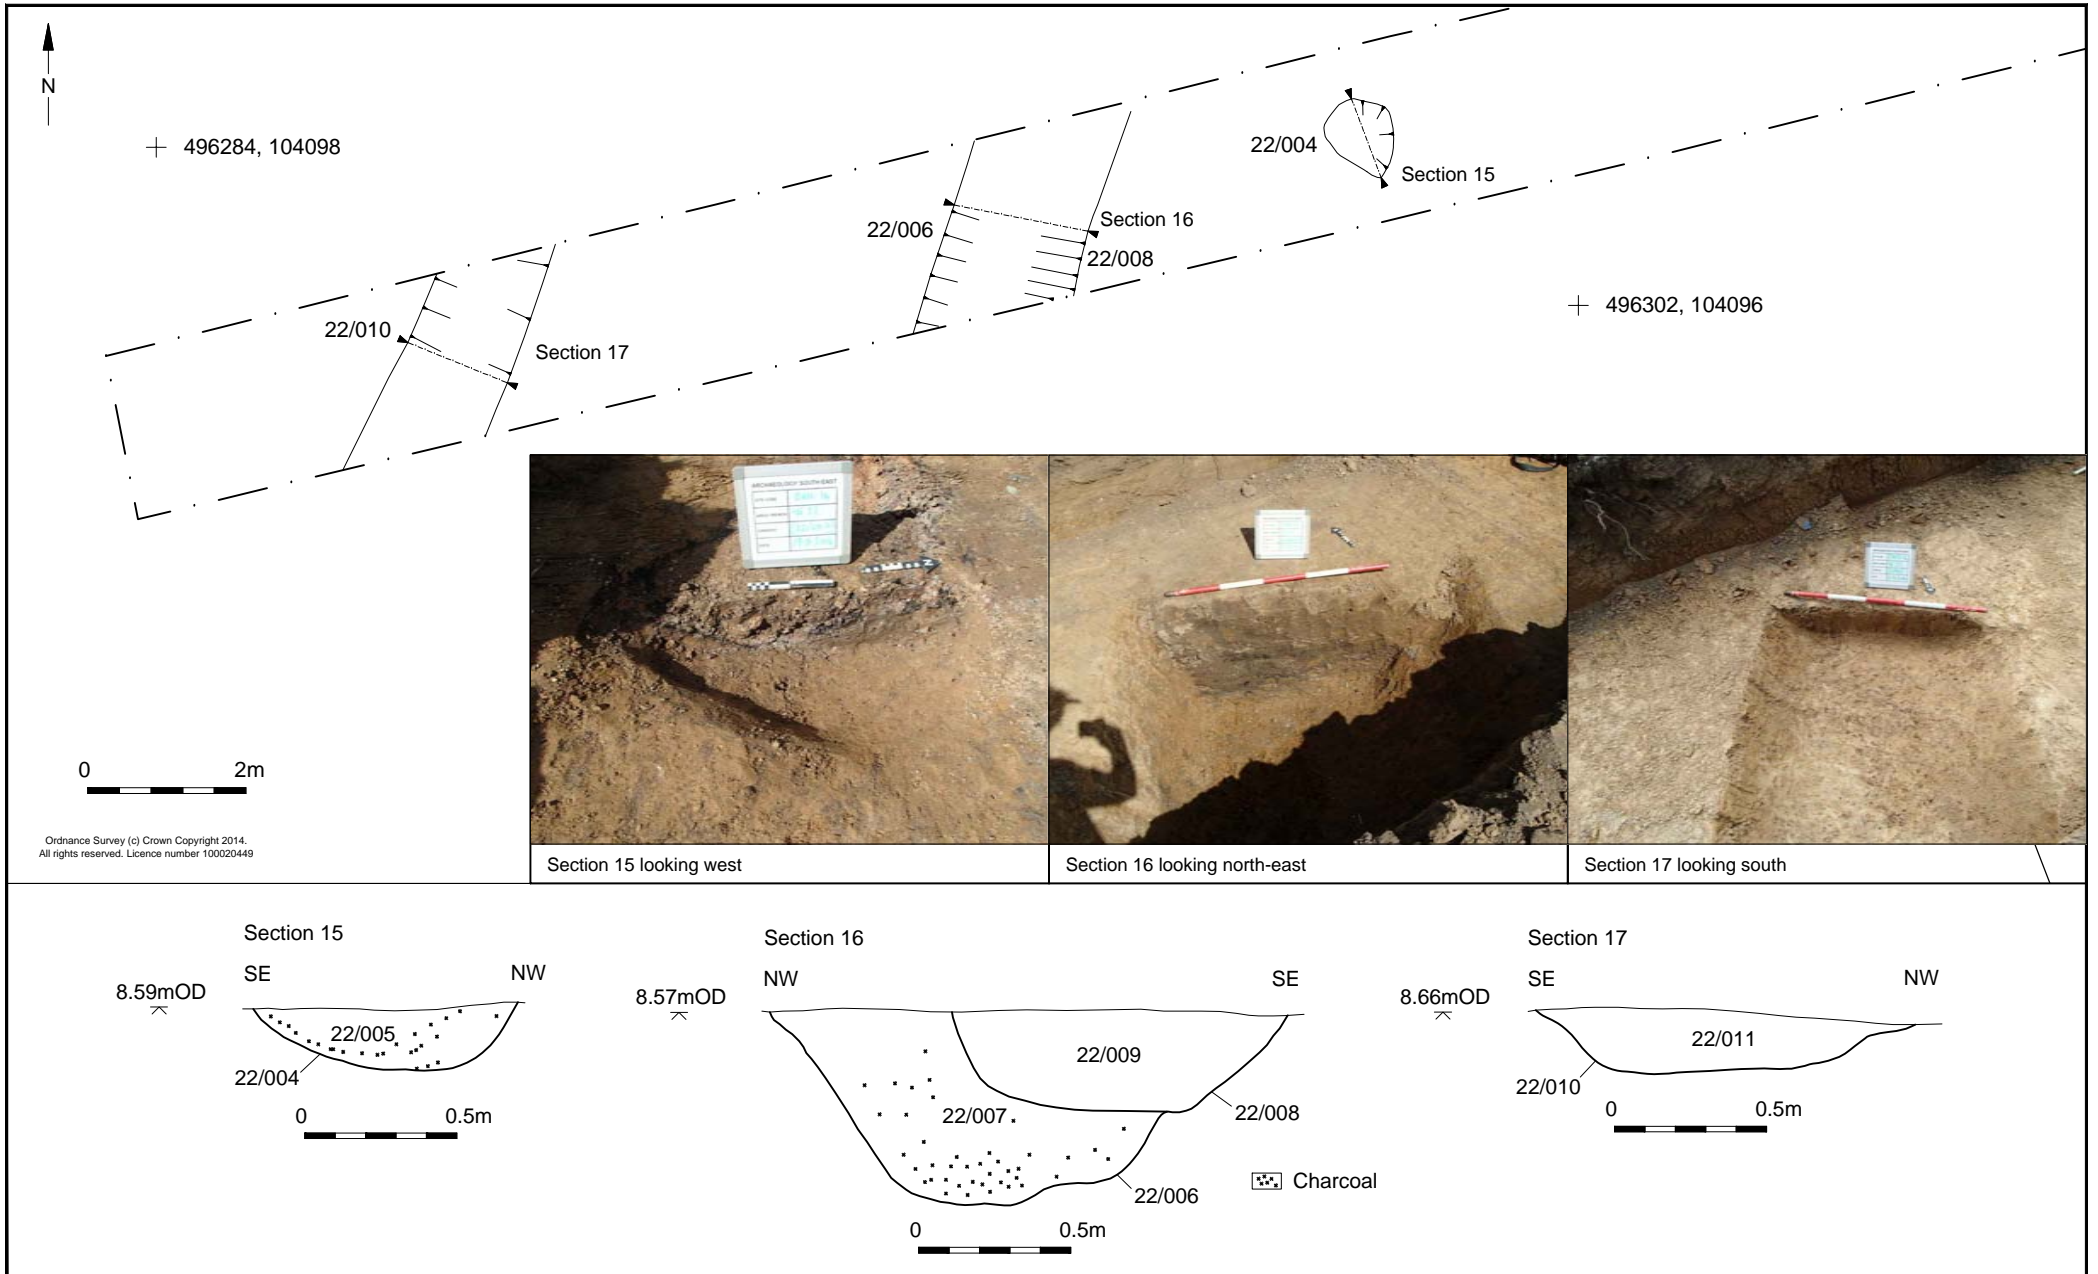 N
496284, 104098
22/004
Section 15
22/006
Section 16
22/008
496302, 104096
22/010
Section 17
0 2m
Ordnance Survey (c) Crown Copyright 2014.
All rights reserved. Licence number 100020449
ARCHAEOLOGY SOUTH-EAST
Section 15 looking west
Section 16 looking north-east
Section 17 looking south
Section 15
SE NW
8.59mOD
22/005
22/004
0 0.5m
Section 16
NW SE
8.57mOD
22/009
22/007
22/008
22/006
Charcoal
0 0.5m
Section 17
SE NW
8.66mOD
22/011
22/010
0 0.5m